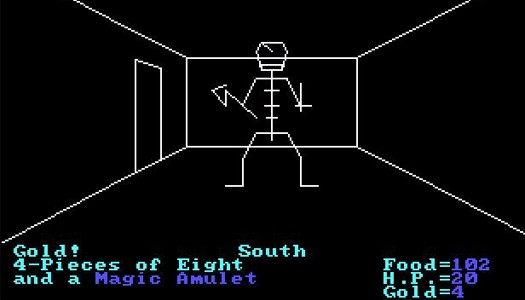 Gold! South
4-Pieces of Eight Food=102
and a Magic Amulet H.P.=20
Gold=4